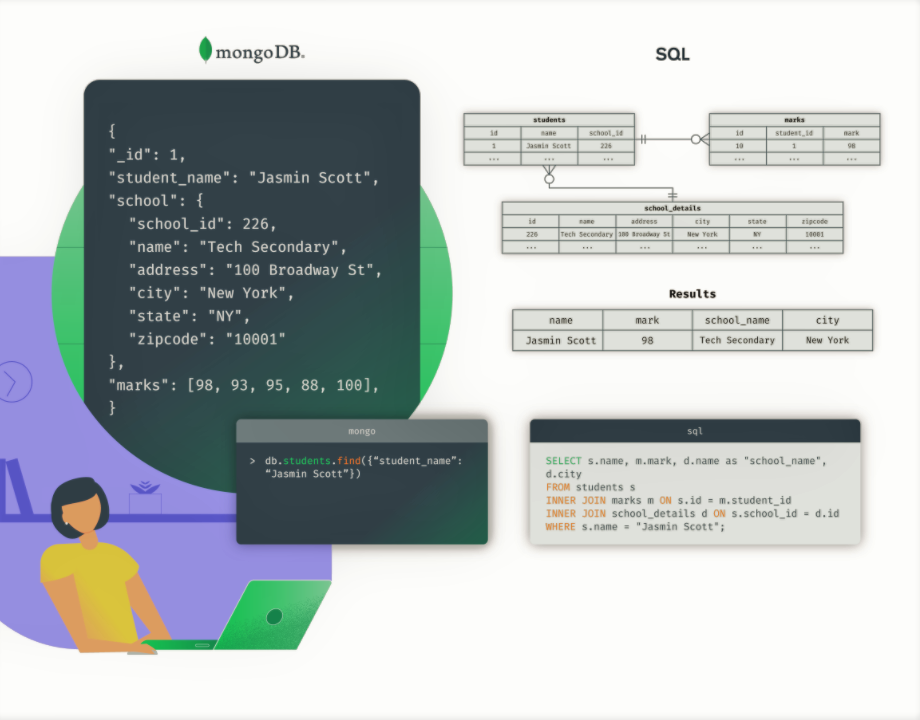 mongoDB.
{
"_id": 1,
"student_name": "Jasmin Scott",
"school": {
"school_id": 226,
"name": "Tech Secondary",
"address": "100 Broadway St",
"city": "New York",
"state": "NY",
"zipcode": "10001"
},
"marks": [98, 93, 95, 88, 100],
}
mongo
> db.students.find({“student_name”:
“Jasmin Scott”})
SQL
students
id name school_id
1 Jasmin Scott 226
... ... ...
marks
id student_id mark
10 1 98
... ... ...
school_details
id name address city state zipcode
226 Tech Secondary 100 Broadway St New York NY 10001
... ... ... ... ... ...
Results
name mark school_name city
Jasmin Scott 98 Tech Secondary New York
sql
SELECT s.name, m.mark, d.name as "school_name",
d.city
FROM students s
INNER JOIN marks m ON s.id = m.student_id
INNER JOIN school_details d ON s.school_id = d.id
WHERE s.name = "Jasmin Scott";